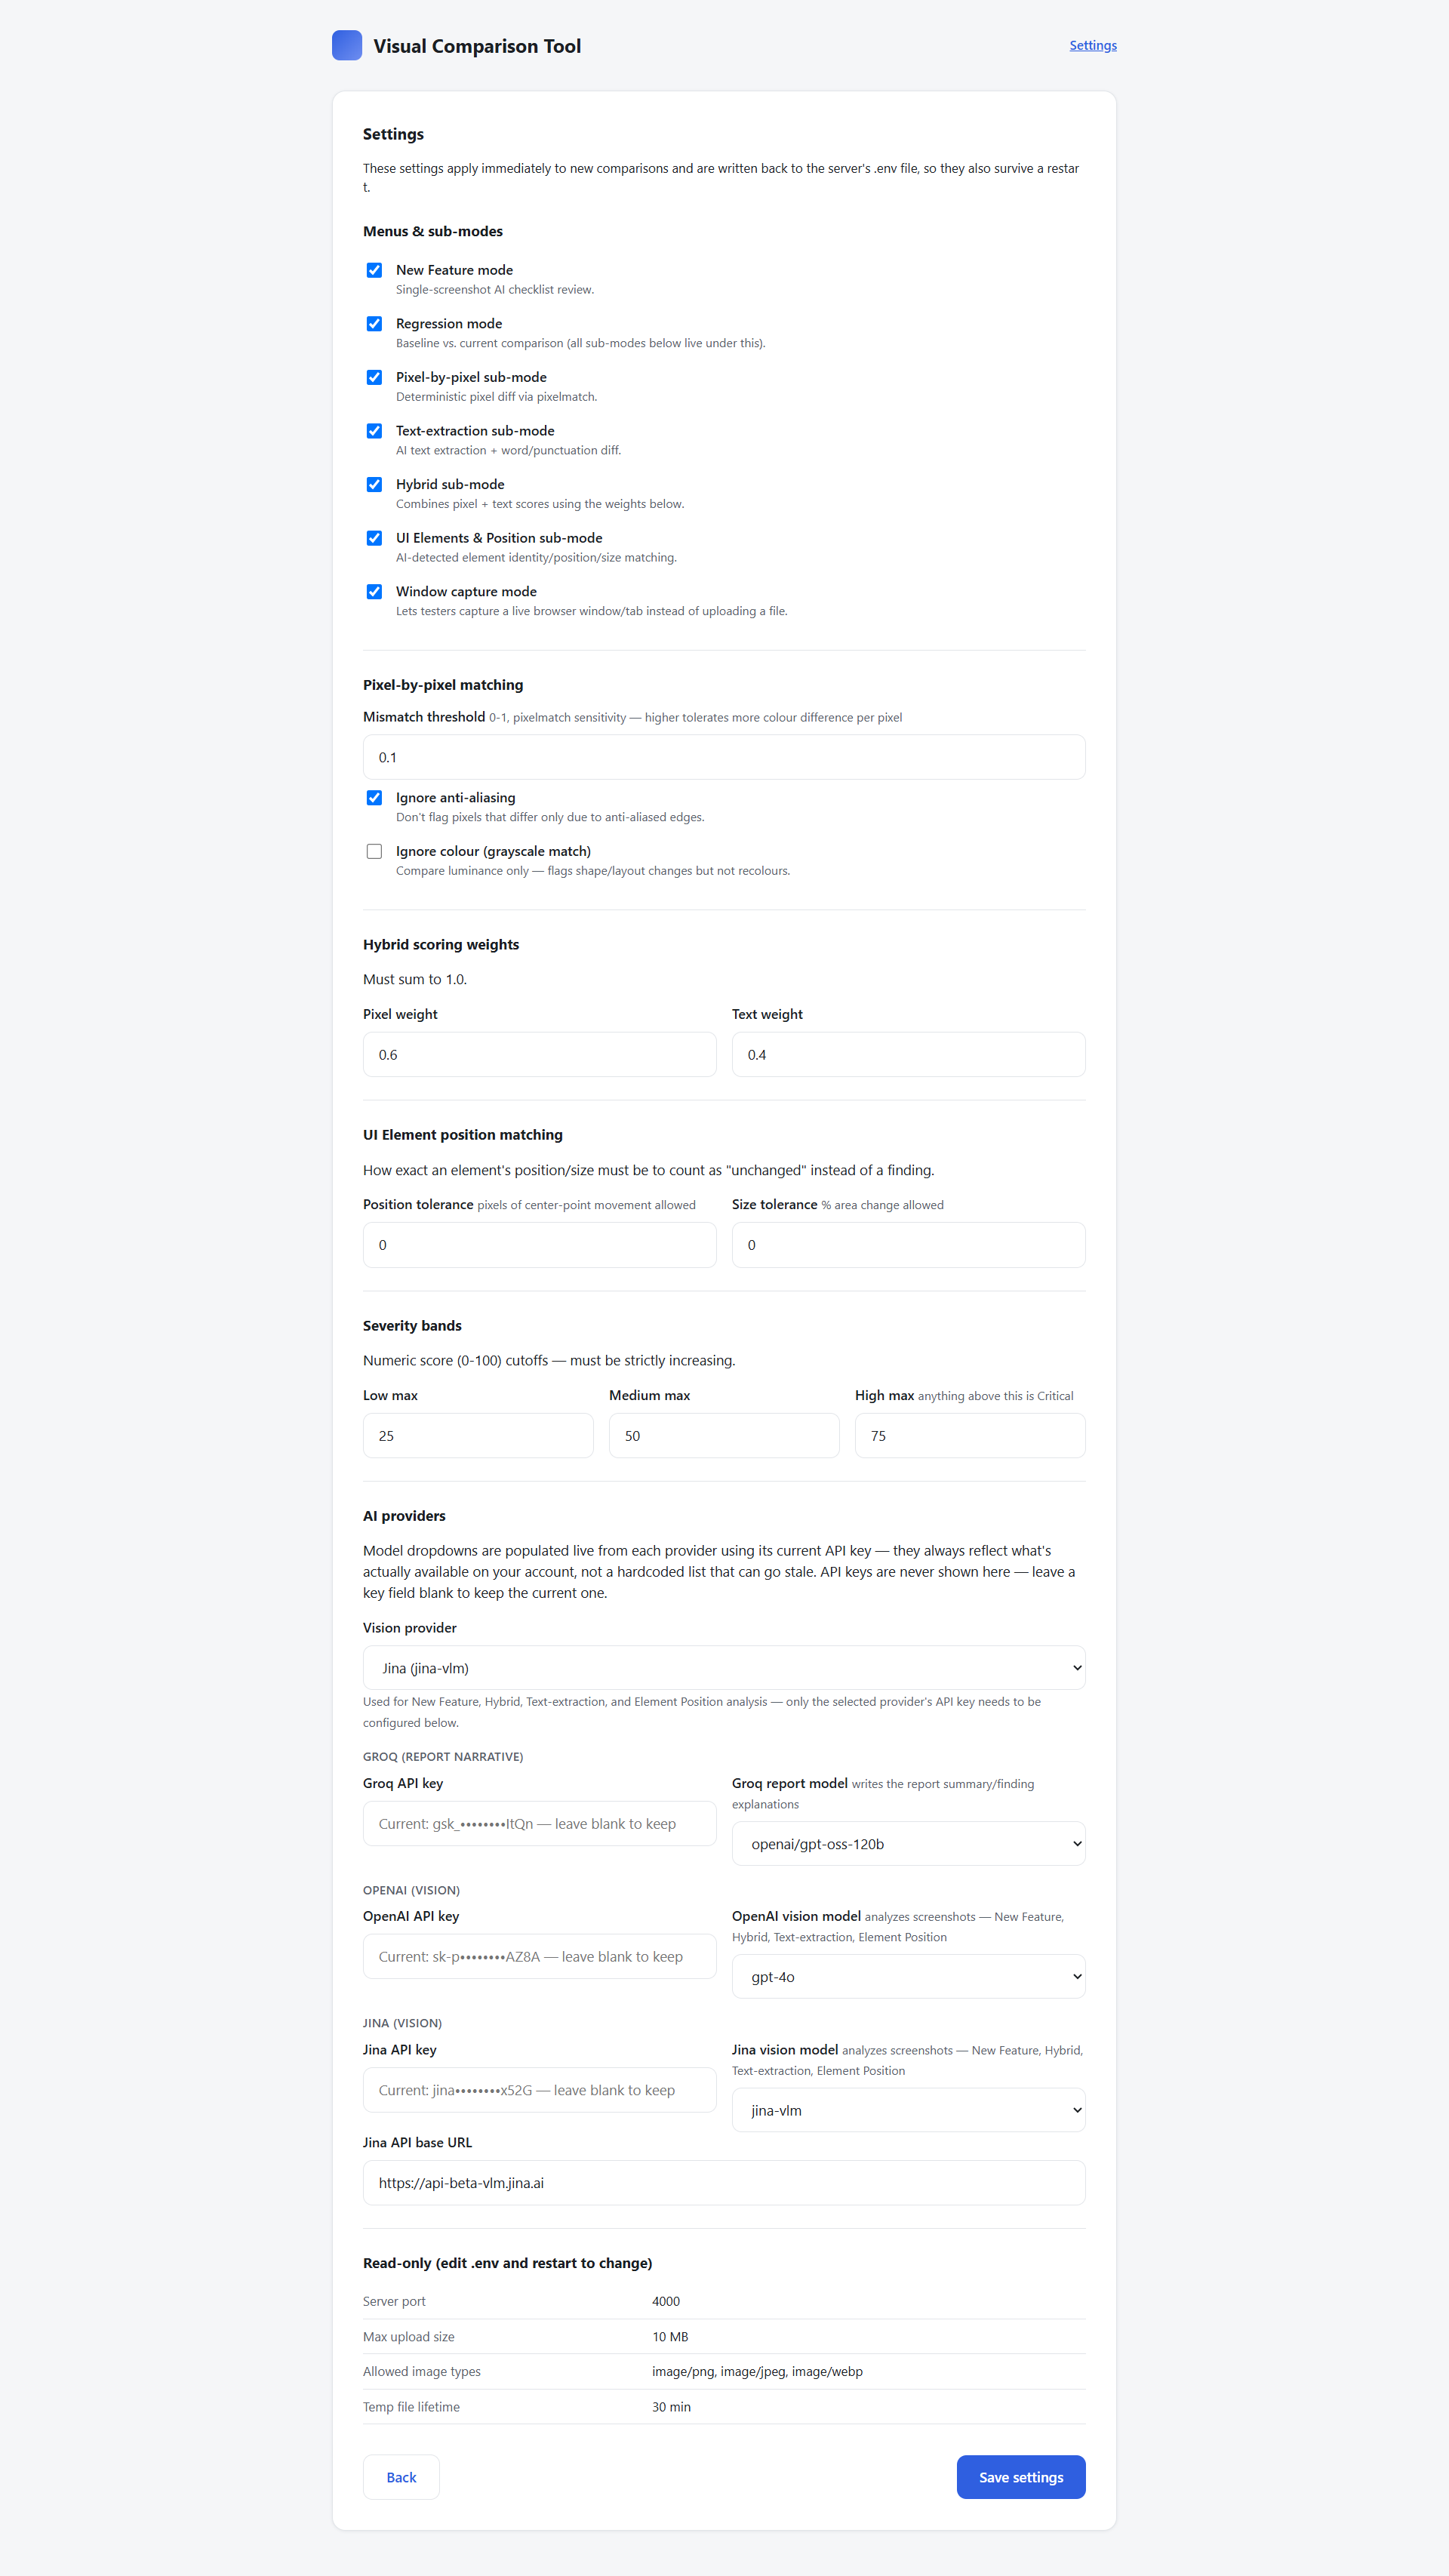 Visual Comparison Tool
Settings
Settings
These settings apply immediately to new comparisons and are written back to the server's .env file, so they also survive a restar
t.
Menus & sub-modes
New Feature mode
Single-screenshot AI checklist review.
Regression mode
Baseline vs. current comparison (all sub-modes below live under this).
Pixel-by-pixel sub-mode
Deterministic pixel diff via pixelmatch.
Text-extraction sub-mode
AI text extraction + word/punctuation diff.
Hybrid sub-mode
Combines pixel + text scores using the weights below.
UI Elements & Position sub-mode
AI-detected element identity/position/size matching.
Window capture mode
Lets testers capture a live browser window/tab instead of uploading a file.
Pixel-by-pixel matching
Mismatch threshold 0-1, pixelmatch sensitivity — higher tolerates more colour difference per pixel
0.1
Ignore anti-aliasing
Don't flag pixels that differ only due to anti-aliased edges.
Ignore colour (grayscale match)
Compare luminance only — flags shape/layout changes but not recolours.
Hybrid scoring weights
Must sum to 1.0.
Pixel weight
Text weight
0.6
0.4
UI Element position matching
How exact an element's position/size must be to count as "unchanged" instead of a finding.
Position tolerance pixels of center-point movement allowed
Size tolerance % area change allowed
0
0
Severity bands
Numeric score (0-100) cutoffs — must be strictly increasing.
Low max
Medium max
High max anything above this is Critical
25
50
75
AI providers
Model dropdowns are populated live from each provider using its current API key — they always reflect what's
actually available on your account, not a hardcoded list that can go stale. API keys are never shown here — leave a
key field blank to keep the current one.
Vision provider
Jina (jina-vlm)
Used for New Feature, Hybrid, Text-extraction, and Element Position analysis — only the selected provider's API key needs to be
configured below.
GROQ (REPORT NARRATIVE)
Groq API key
Current: gsk_••••••••ItQn — leave blank to keep
Groq report model writes the report summary/finding
explanations
openai/gpt-oss-120b
OPENAI (VISION)
OpenAI API key
Current: sk-p••••••••AZ8A — leave blank to keep
OpenAI vision model analyzes screenshots — New Feature,
Hybrid, Text-extraction, Element Position
gpt-4o
JINA (VISION)
Jina API key
Current: jina••••••••x52G — leave blank to keep
Jina vision model analyzes screenshots — New Feature, Hybrid,
Text-extraction, Element Position
jina-vlm
Jina API base URL
https://api-beta-vlm.jina.ai
Read-only (edit .env and restart to change)
Server port 4000
Max upload size 10 MB
Allowed image types image/png, image/jpeg, image/webp
Temp file lifetime 30 min
Back
Save settings